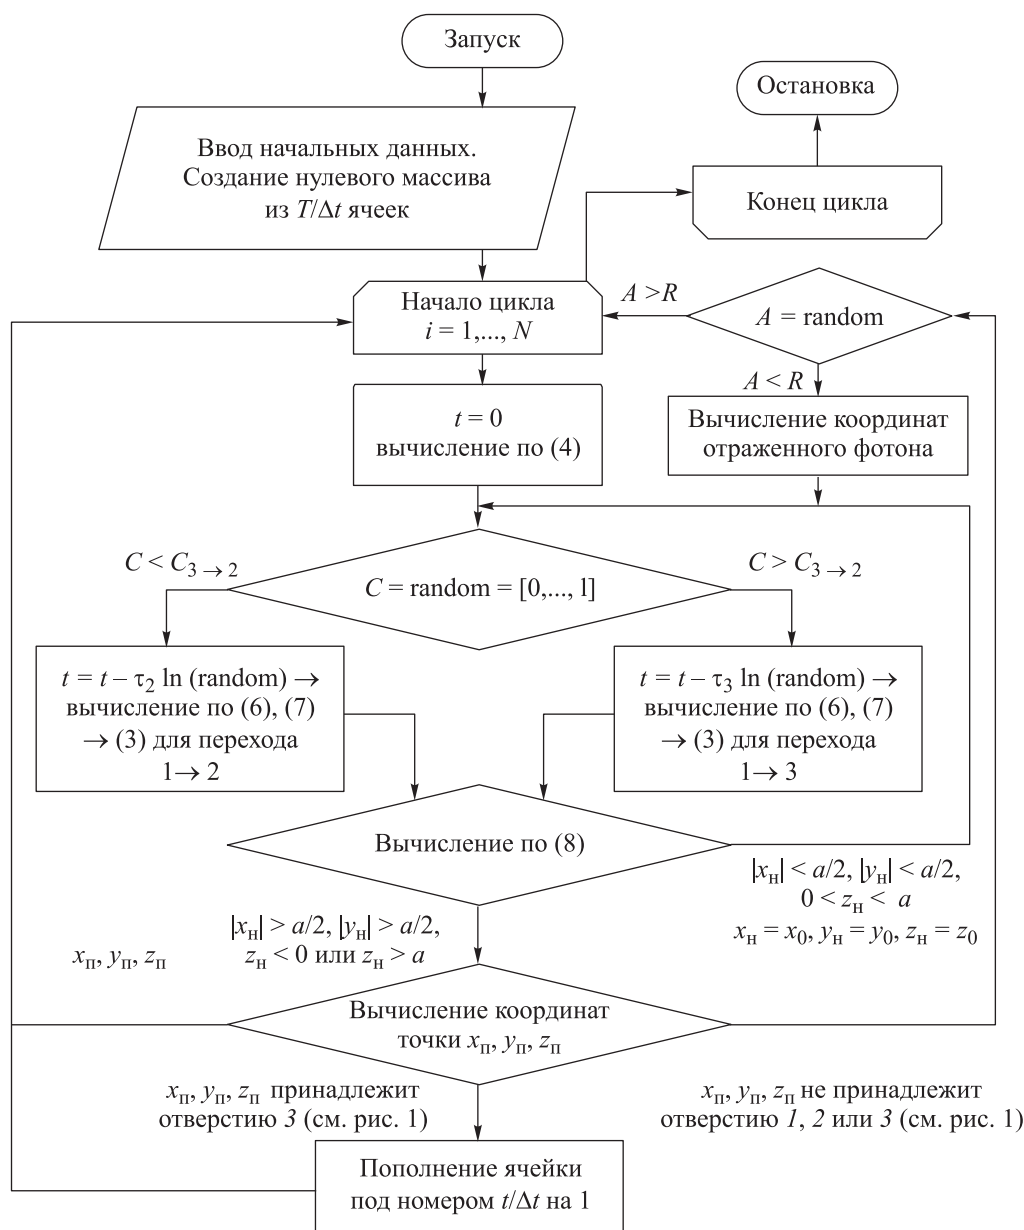 Запуск
Остановка
Ввод начальных данных.
Создание нулевого массива
из T/Δt ячеек
Конец цикла
Начало цикла
i = 1,..., N
A >R
A = random
A < R
t = 0
вычисление по (4)
Вычисление координат
отраженного фотона
C < C3 → 2
C > C3 → 2
C = random = [0,..., 1]
t = t – τ2 ln (random) →
вычисление по (6), (7)
→ (3) для перехода
1→ 2
t = t – τ3 ln (random) →
вычисление по (6), (7)
→ (3) для перехода
1→ 3
Вычисление по (8)
|xн| < a/2, |yн| < a/2,
0 < zн < a
xн = x0, yн = y0, zн = z0
|xн| > a/2, |yн| > a/2,
zн < 0 или zн > a
xп, yп, zп
Вычисление координат
точки xп, yп, zп
xп, yп, zп принадлежит
отверстию 3 (см. рис. 1)
xп, yп, zп не принадлежит
отверстию 1, 2 или 3 (см. рис. 1)
Пополнение ячейки
под номером t/Δt на 1